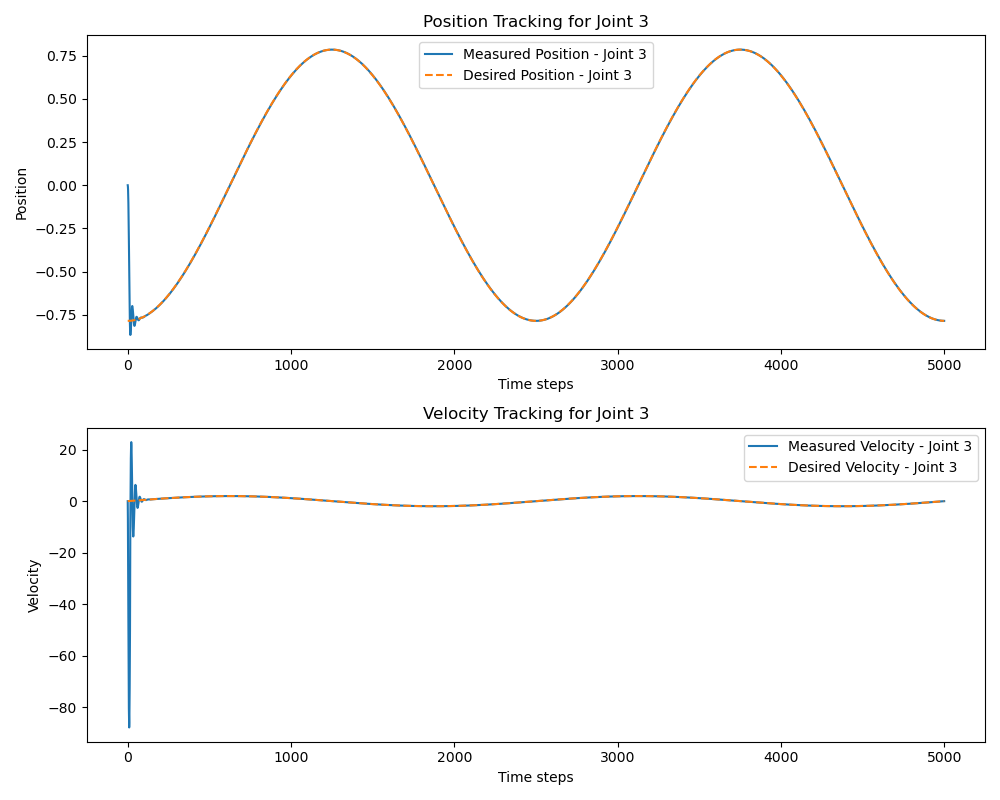 Position Tracking for Joint 3
Measured Position - Joint 3
Desired Position - Joint 3
Position
0.75
0.50
0.25
0.00
−0.25
−0.50
−0.75
0 1000 2000 3000 4000 5000
Time steps
Velocity Tracking for Joint 3
Measured Velocity - Joint 3
Desired Velocity - Joint 3
Velocity
20
0
−20
−40
−60
−80
0 1000 2000 3000 4000 5000
Time steps